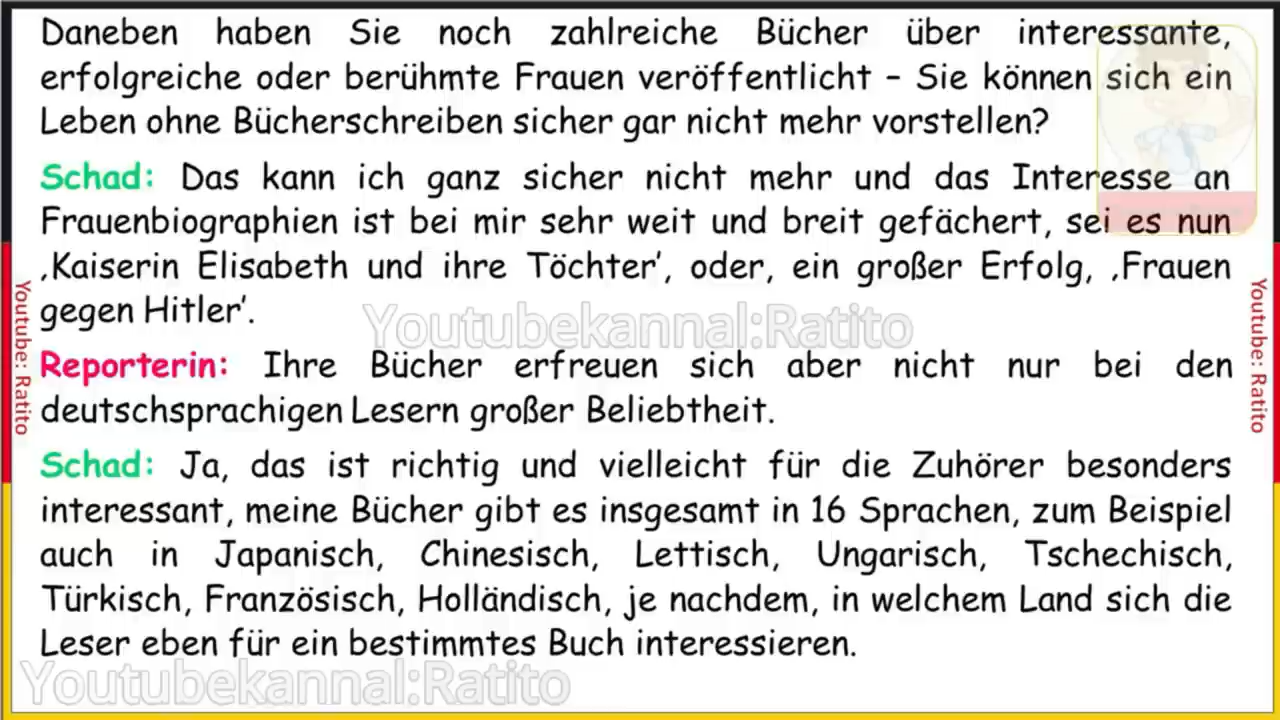 Daneben haben Sie noch zahlreiche Bücher über interessante,
erfolgreiche oder berühmte Frauen veröffentlicht – Sie können sich ein
Leben ohne Bücherschreiben sicher gar nicht mehr vorstellen?
Schad: Das kann ich ganz sicher nicht mehr und das Interesse an
Frauenbiographien ist bei mir sehr weit und breit gefächert, sei es nun
‚Kaiserin Elisabeth und ihre Töchter’, oder, ein großer Erfolg, ‚Frauen
gegen Hitler’.
Youtubekannal:Ratito
Reporterin: Ihre Bücher erfreuen sich aber nicht nur bei den
deutschsprachigen Lesern großer Beliebtheit.
Schad: Ja, das ist richtig und vielleicht für die Zuhörer besonders
interessant, meine Bücher gibt es insgesamt in 16 Sprachen, zum Beispiel
auch in Japanisch, Chinesisch, Lettisch, Ungarisch, Tschechisch,
Türkisch, Französisch, Holländisch, je nachdem, in welchem Land sich die
Leser eben für ein bestimmtes Buch interessieren.
Youtubekannal:Ratito
Youtube: Ratito
Youtube: Ratito